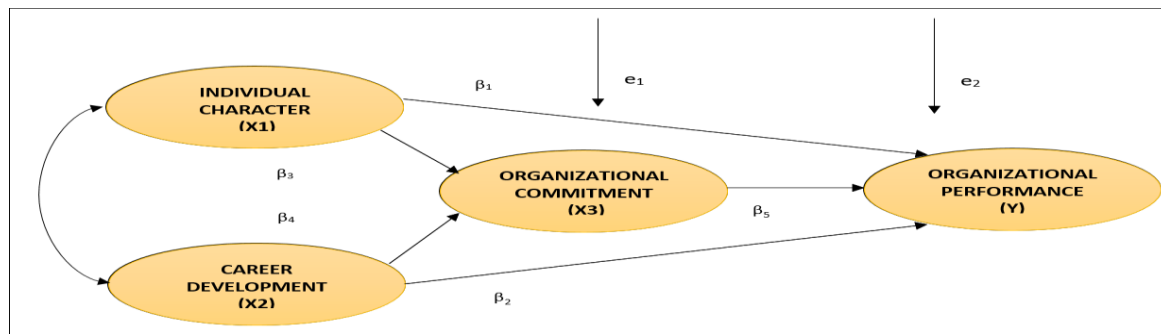 INDIVIDUAL
CHARACTER
(X1)
β₁
e₁
e₂
β₃
ORGANIZATIONAL
COMMITMENT
(X3)
β₅
ORGANIZATIONAL
PERFORMANCE
(Y)
β₄
CAREER
DEVELOPMENT
(X2)
β₂